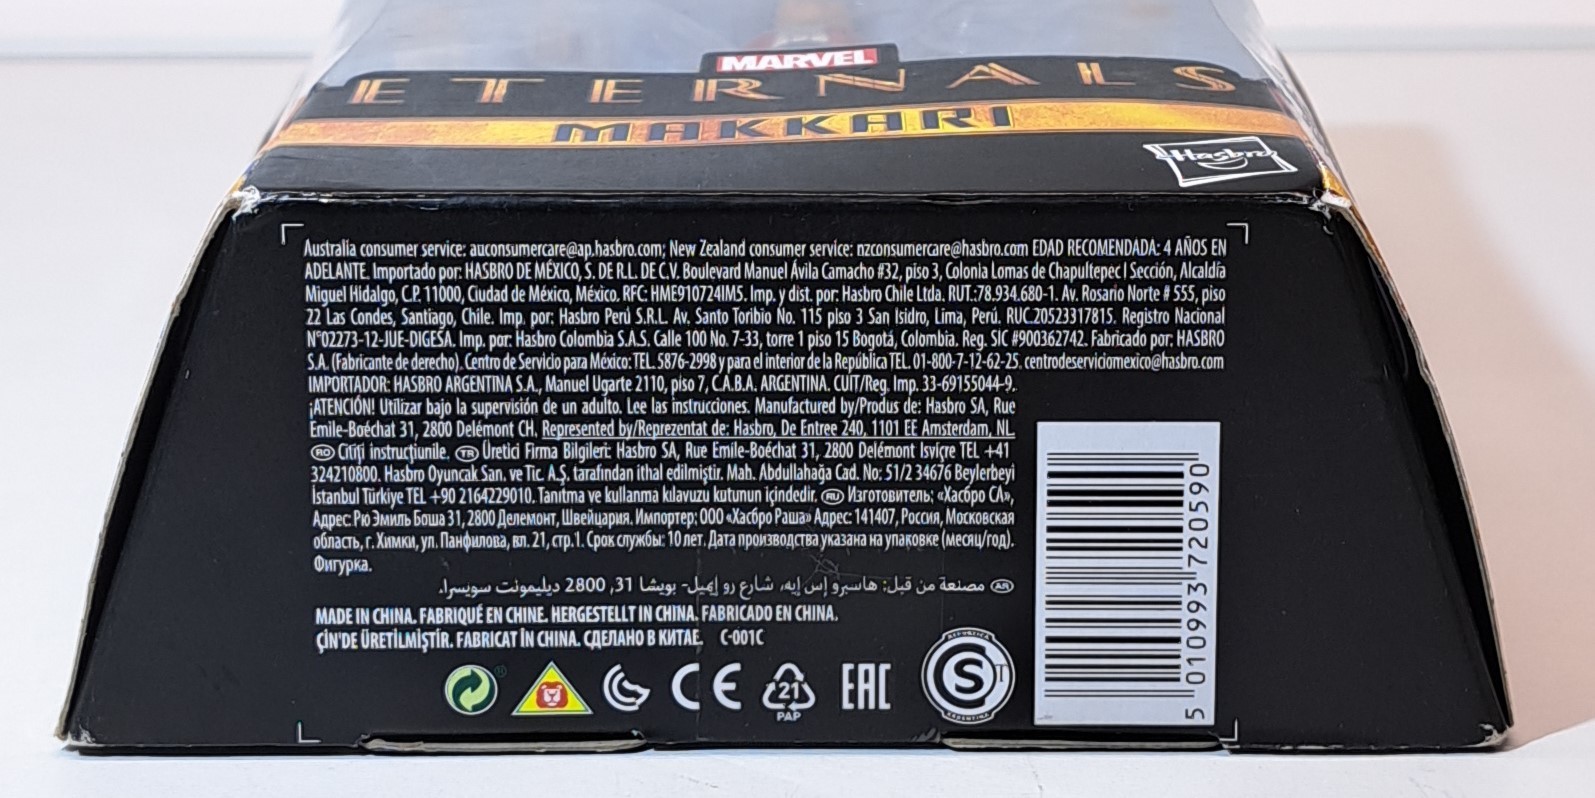 MARVEL
ETERNALS
MAKKARI
Hasbro
Australia consumer service: auconsumercare@ap.hasbro.com; New Zealand consumer service: nzconsumercare@hasbro.com EDAD RECOMENDADA: 4 AÑOS EN
ADELANTE. Importado por: HASBRO DE MÉXICO, S. DE R.L. DE C.V. Boulevard Manuel Ávila Camacho #32, piso 3, Colonia Lomas de Chapultepec I Sección, Alcaldía
Miguel Hidalgo, C.P. 11000, Ciudad de México, México. RFC: HME910724IM5. Imp. y dist. por: Hasbro Chile Ltda. RUT.:78.934.680-1. Av. Rosario Norte # 555, piso
22 Las Condes, Santiago, Chile. Imp. por: Hasbro Perú S.R.L. Av. Santo Toribio No. 115 piso 3 San Isidro, Lima, Perú. RUC.20523317815. Registro Nacional
N°02273-12-JUE-DIGESA. Imp. por: Hasbro Colombia S.A.S. Calle 100 No. 7-33, torre 1 piso 15 Bogotá, Colombia. Reg. SIC #900362742. Fabricado por: HASBRO
S.A. (Fabricante de derecho). Centro de Servicio para México: TEL. 5876-2998 y para el interior de la República TEL. 01-800-7-12-62-25. centrodeserviciomexico@hasbro.com
IMPORTADOR: HASBRO ARGENTINA S.A., Manuel Ugarte 2110, piso 7, C.A.B.A. ARGENTINA. CUIT/Reg. Imp. 33-69155044-9.
¡ATENCIÓN! Utilizar bajo la supervisión de un adulto. Lee las instrucciones. Manufactured by/Produs de: Hasbro SA, Rue
Emile-Boéchat 31, 2800 Delémont CH. Represented by/Reprezentat de: Hasbro, De Entree 240, 1101 EE Amsterdam, NL.
RO Citiți instrucțiunile. TR Üretici Firma Bilgileri: Hasbro SA, Rue Emile-Boéchat 31, 2800 Delémont İsviçre TEL +41
324210800. Hasbro Oyuncak San. ve Tic. A.Ş. tarafından ithal edilmiştir. Mah. Abdullahağa Cad. No: 51/2 34676 Beylerbeyi
İstanbul Türkiye TEL +90 2164229010. Tanıtma ve kullanma kılavuzu kutunun içindedir. RU Изготовитель: «Хасбро СА»,
Адрес: Рю Эмиль Боша 31, 2800 Делемонт, Швейцария. Импортер: ООО «Хасбро Раша» Адрес: 141407, Россия, Московская
область, г. Химки, ул. Панфилова, вл. 21, стр.1. Срок службы: 10 лет. Дата производства указана на упаковке (месяц/год).
Фигурка.
AR مصنعة من قبل: هاسبرو إس إيه، شارع رو إميل- بويشا 31, 2800 ديليمونت سويسرا.
MADE IN CHINA. FABRIQUÉ EN CHINE. HERGESTELLT IN CHINA. FABRICADO EN CHINA.
ÇİN'DE ÜRETİLMİŞTİR. FABRICAT ÎN CHINA. СДЕЛАНО В КИТАЕ. C-001C
CE
21
PAP
EAC
REPUBLICA
S T
ARGENTINA
5 010993 720590